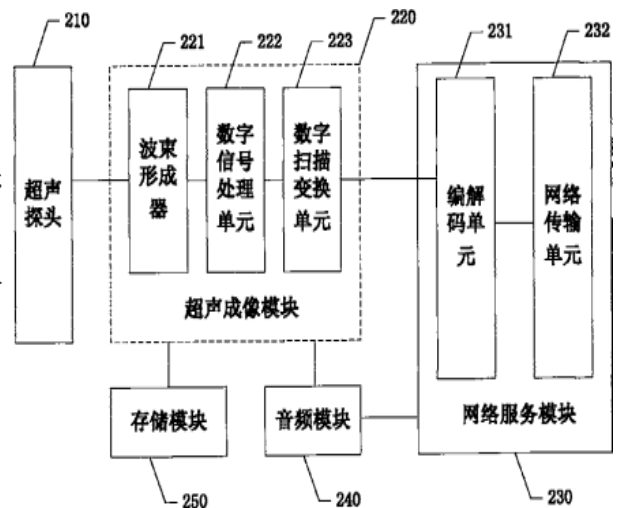 210
221
222
223
220
231
232
超声
探头
波束
形成
器
数字
信号
处理
单元
数字
扫描
变换
单元
超声成像模块
编解
码单
元
网络
传输
单元
网络服务模块
存储模块
音频模块
250
240
230